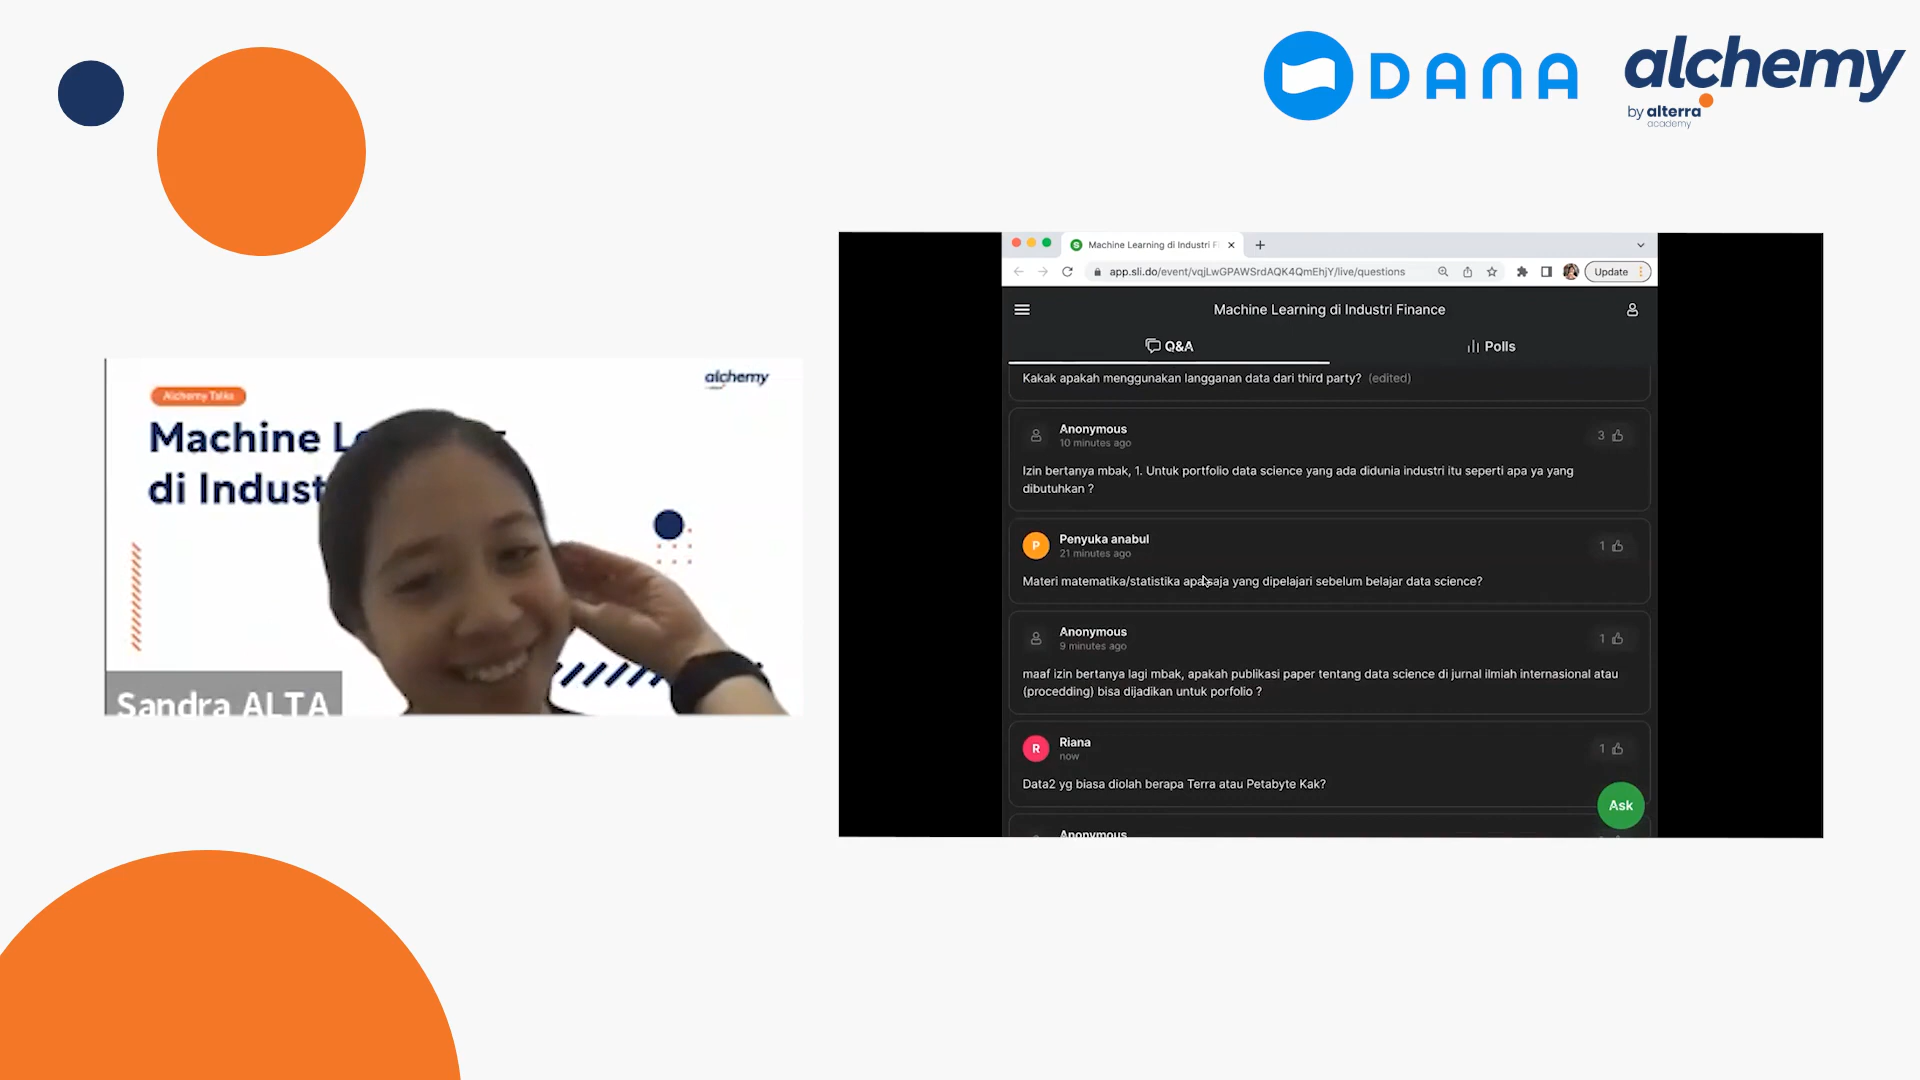 DANA
alchemy
by alterra
academy
alchemy
Alchemy Talks
Machine
di Indust
Sandra ALTA
Machine Learning di Industri F
app.sli.do/event/vqjLwGPAWSrdAQK4QmEhjY/live/questions
Update
Machine Learning di Industri Finance
Q&A
Polls
Kakak apakah menggunakan langganan data dari third party? (edited)
Anonymous
10 minutes ago
3
Izin bertanya mbak, 1. Untuk portfolio data science yang ada didunia industri itu seperti apa ya yang
dibutuhkan ?
P
Penyuka anabul
21 minutes ago
1
Materi matematika/statistika apa saja yang dipelajari sebelum belajar data science?
Anonymous
9 minutes ago
1
maaf izin bertanya lagi mbak, apakah publikasi paper tentang data science di jurnal ilmiah internasional atau
(procedding) bisa dijadikan untuk porfolio ?
R
Riana
now
1
Data2 yg biasa diolah berapa Terra atau Petabyte Kak?
Ask
Anonymous